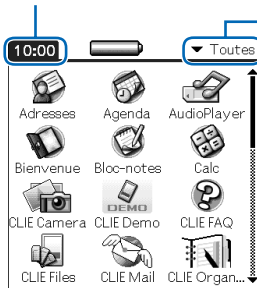 10:00 Toutes
Adresses Agenda AudioPlayer
Bienvenue Bloc-notes Calc
CLIE Camera CLIE Demo CLIE FAQ
CLIE Files CLIE Mail CLIE Organ...
DEMO